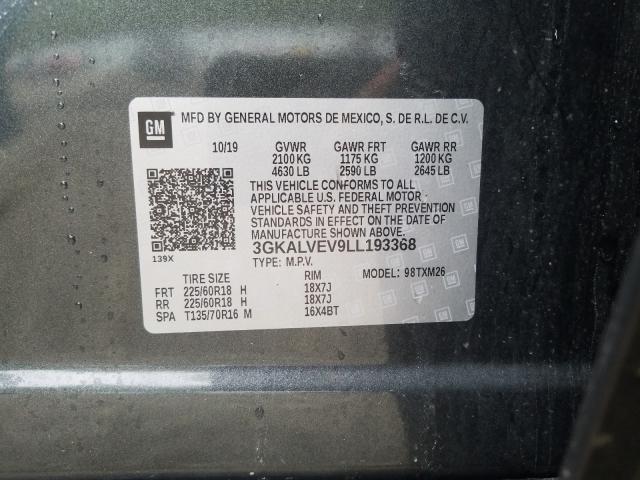 GM
MFD BY GENERAL MOTORS DE MEXICO, S. DE R.L. DE C.V.
10/19 GVWR GAWR FRT GAWR RR
2100 KG 1175 KG 1200 KG
4630 LB 2590 LB 2645 LB
THIS VEHICLE CONFORMS TO ALL
APPLICABLE U.S. FEDERAL MOTOR
VEHICLE SAFETY AND THEFT PREVENTION
STANDARDS IN EFFECT ON THE DATE OF
MANUFACTURE SHOWN ABOVE.
139X
3GKALVEV9LL193368
TYPE: M.P.V. MODEL: 98TXM26
TIRE SIZE RIM
FRT 225/60R18 H 18X7J
RR 225/60R18 H 18X7J
SPA T135/70R16 M 16X4BT